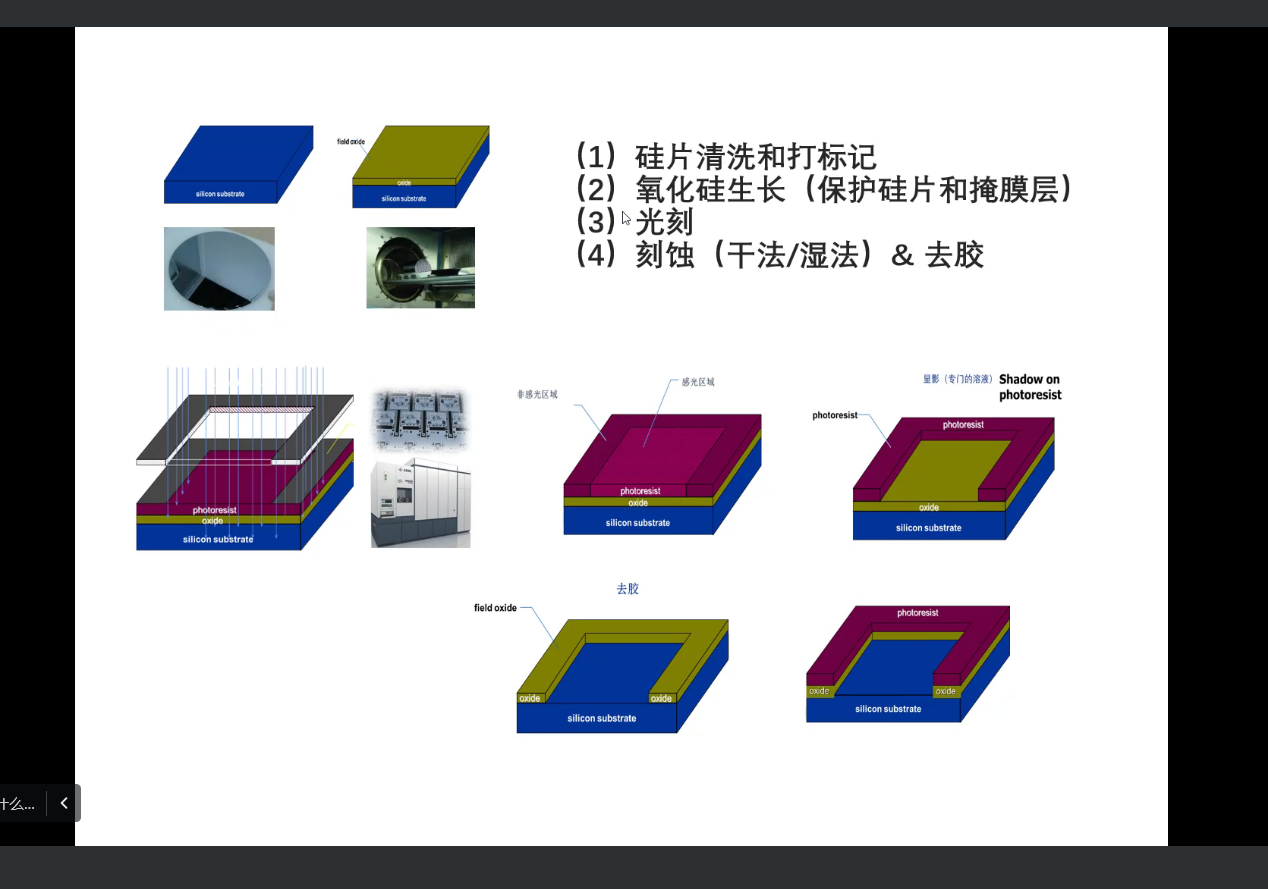 silicon substrate
field oxide
oxide
silicon substrate
(1) 硅片清洗和打标记
(2) 氧化硅生长（保护硅片和掩膜层）
(3) 光刻
(4) 刻蚀（干法/湿法）& 去胶
photoresist
oxide
silicon substrate
非感光区域
感光区域
photoresist
oxide
silicon substrate
显影（专门的溶液）
Shadow on
photoresist
photoresist
photoresist
oxide
silicon substrate
去胶
field oxide
oxide
oxide
silicon substrate
photoresist
oxide
oxide
silicon substrate
什么...